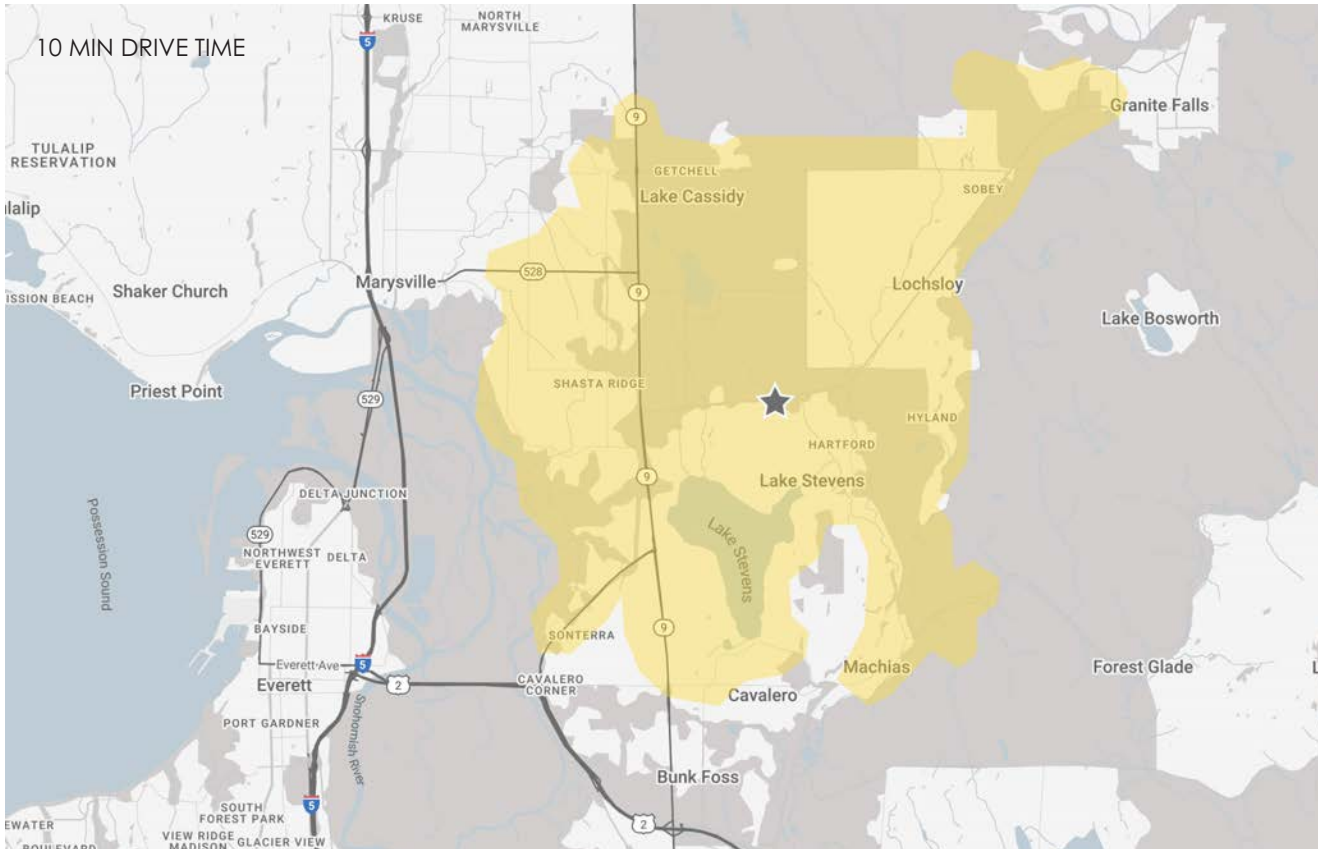 10 MIN DRIVE TIME
KRUSE
NORTH
MARYSVILLE
5
9
TULALIP
RESERVATION
Granite Falls
GETCHELL
Lake Cassidy
SOBEY
lalip
528
Marysville
Shaker Church
ISSION BEACH
9
Lochsloy
Lake Bosworth
Priest Point
529
SHASTA RIDGE
HYLAND
HARTFORD
Lake Stevens
9
DELTA JUNCTION
529
NORTHWEST
EVERETT
DELTA
Possession Sound
Lake Stevens
BAYSIDE
SONTERRA
9
Everett Ave
5
Everett
2
CAVALERO
CORNER
Machias
Cavalero
Forest Glade
L
PORT GARDNER
Snohomish River
Bunk Foss
5
SOUTH
FOREST PARK
2
EWATER
VIEW RIDGE
MADISON
GLACIER VIEW
BOULEVARD